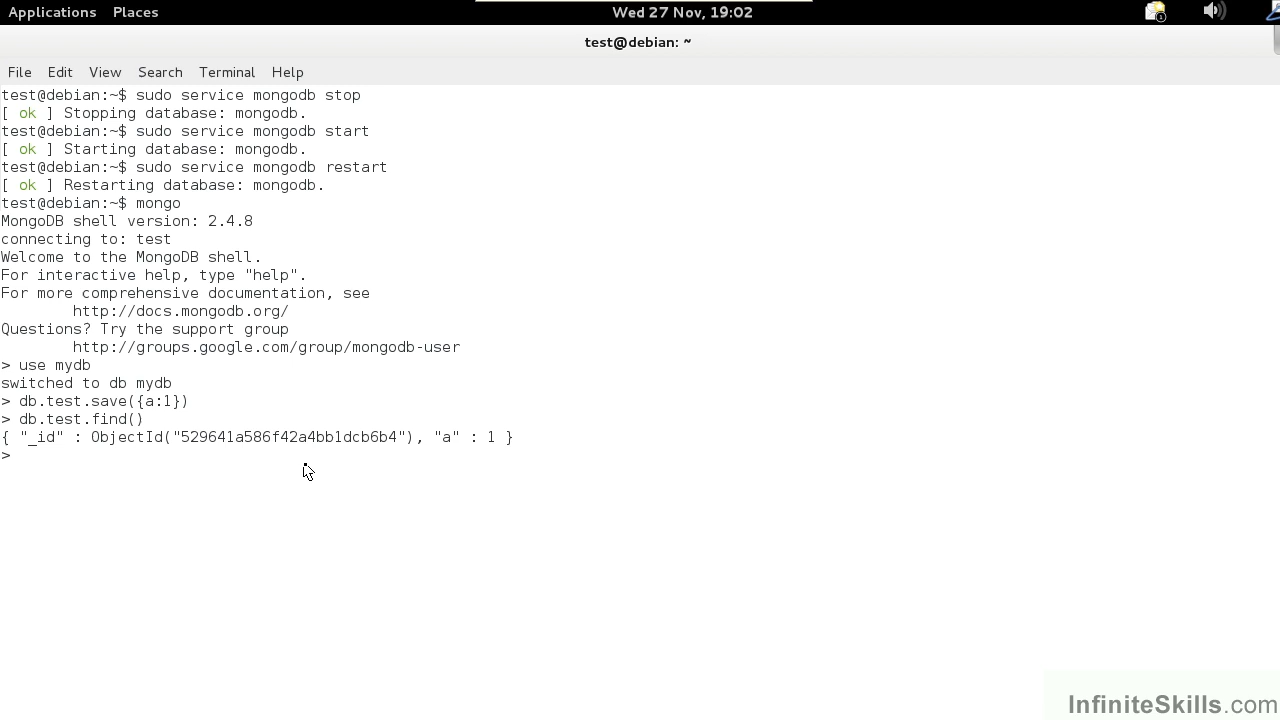 Applications Places Wed 27 Nov, 19:02
test@debian: ~
File Edit View Search Terminal Help
test@debian:~$ sudo service mongodb stop
[ ok ] Stopping database: mongodb.
test@debian:~$ sudo service mongodb start
[ ok ] Starting database: mongodb.
test@debian:~$ sudo service mongodb restart
[ ok ] Restarting database: mongodb.
test@debian:~$ mongo
MongoDB shell version: 2.4.8
connecting to: test
Welcome to the MongoDB shell.
For interactive help, type "help".
For more comprehensive documentation, see
http://docs.mongodb.org/
Questions? Try the support group
http://groups.google.com/group/mongodb-user
> use mydb
switched to db mydb
> db.test.save({a:1})
> db.test.find()
{ "_id" : ObjectId("529641a586f42a4bb1dcb6b4"), "a" : 1 }
>
InfiniteSkills.com